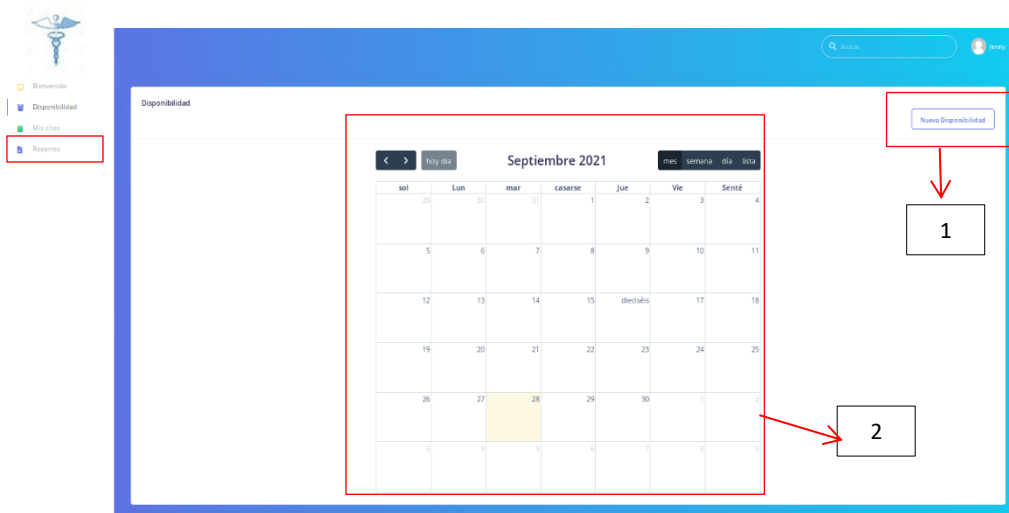 Buscar
Jenny
Bienvenida
Disponibilidad
Mis citas
Reportes
Disponibilidad
Nueva Disponibilidad
1
hoy día
Septiembre 2021
mes semana día lista
sol Lun mar casarse Jue Vie Senté
29 30 31 1 2 3 4
5 6 7 8 9 10 11
12 13 14 15 dieciséis 17 18
19 20 21 22 23 24 25
26 27 28 29 30 1 2
3 4 5 6 7 8 9
2